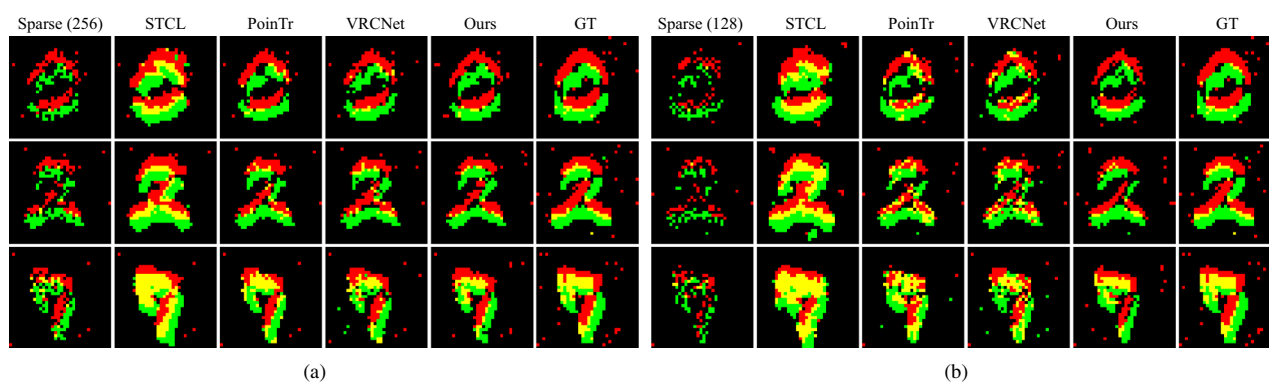 Sparse (256) STCL PoinTr VRCNet Ours GT Sparse (128) STCL PoinTr VRCNet Ours GT
(a) (b)